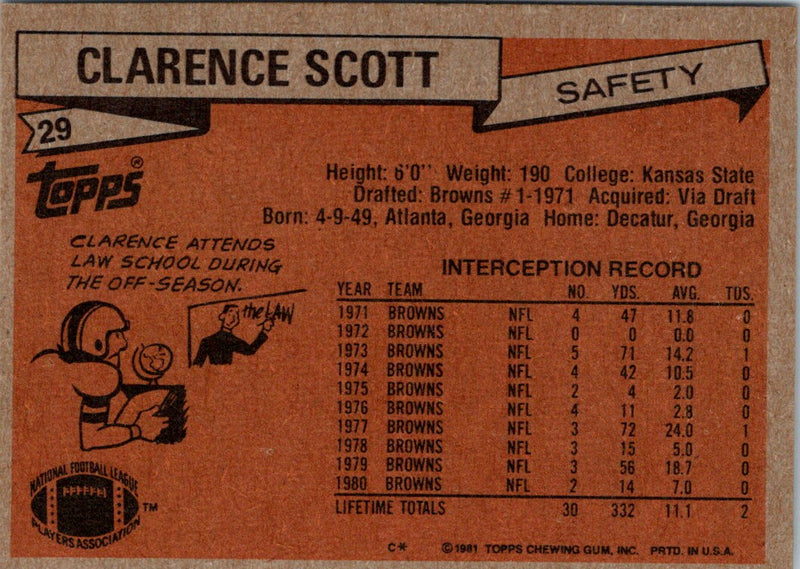 CLARENCE SCOTT
SAFETY
29
TOPPS®
Height: 6'0" Weight: 190 College: Kansas State
Drafted: Browns #1-1971 Acquired: Via Draft
Born: 4-9-49, Atlanta, Georgia Home: Decatur, Georgia
CLARENCE ATTENDS
LAW SCHOOL DURING
THE OFF-SEASON.
the LAW
INTERCEPTION RECORD
YEAR TEAM NO. YDS. AVG. TDS.
1971 BROWNS NFL 4 47 11.8 0
1972 BROWNS NFL 0 0 0.0 0
1973 BROWNS NFL 5 71 14.2 1
1974 BROWNS NFL 4 42 10.5 0
1975 BROWNS NFL 2 4 2.0 0
1976 BROWNS NFL 4 11 2.8 0
1977 BROWNS NFL 3 72 24.0 1
1978 BROWNS NFL 3 15 5.0 0
1979 BROWNS NFL 3 56 18.7 0
1980 BROWNS NFL 2 14 7.0 0
LIFETIME TOTALS 30 332 11.1 2
NATIONAL FOOTBALL LEAGUE
PLAYERS ASSOCIATION
TM
C* ©1981 TOPPS CHEWING GUM, INC. PRTD. IN U.S.A.